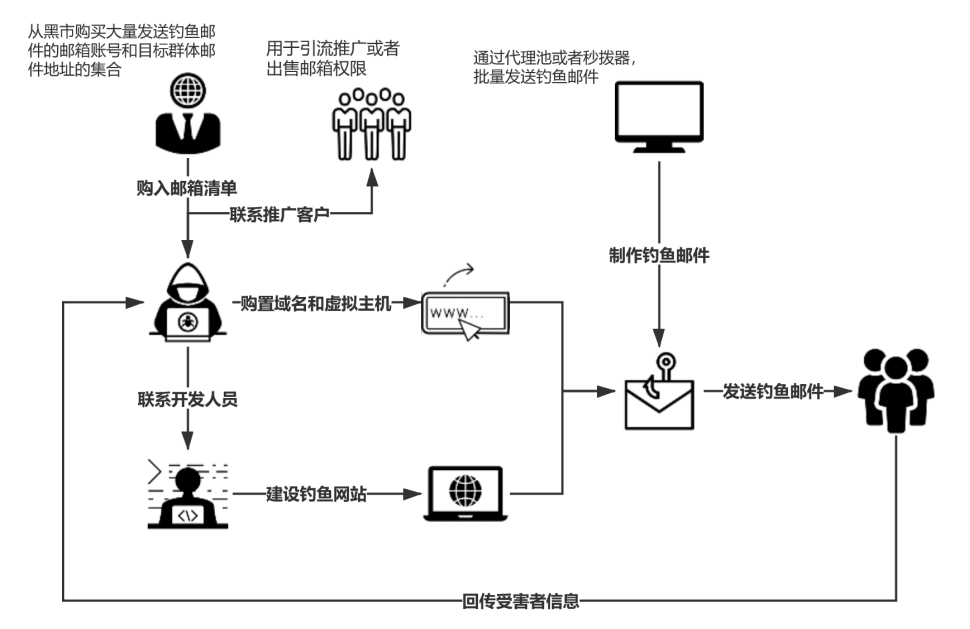 从黑市购买大量发送钓鱼邮
件的邮箱账号和目标群体邮
件地址的集合
用于引流推广或者
出售邮箱权限
通过代理池或者秒拨器，
批量发送钓鱼邮件
购入邮箱清单
联系推广客户
制作钓鱼邮件
购置域名和虚拟主机
WWW...
联系开发人员
发送钓鱼邮件
建设钓鱼网站
<\>
回传受害者信息